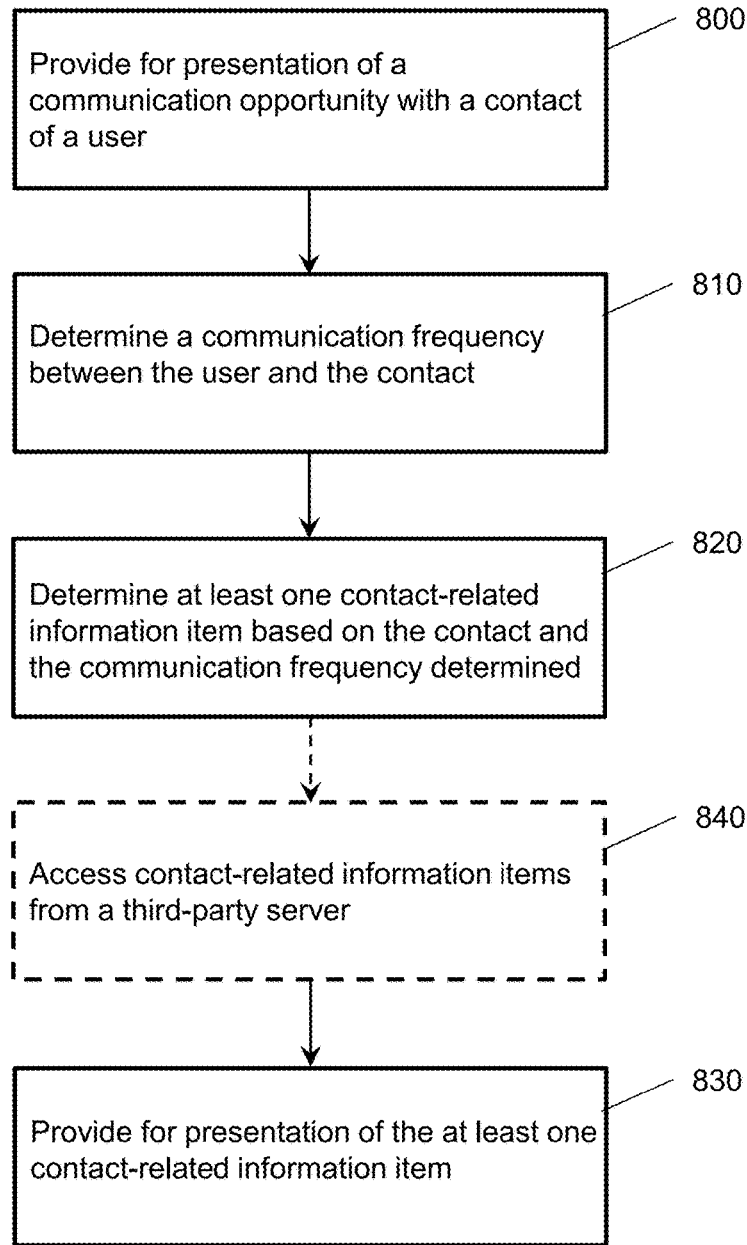 800
Provide for presentation of a
communication opportunity with a contact
of a user
810
Determine a communication frequency
between the user and the contact
820
Determine at least one contact-related
information item based on the contact and
the communication frequency determined
840
Access contact-related information items
from a third-party server
830
Provide for presentation of the at least one
contact-related information item